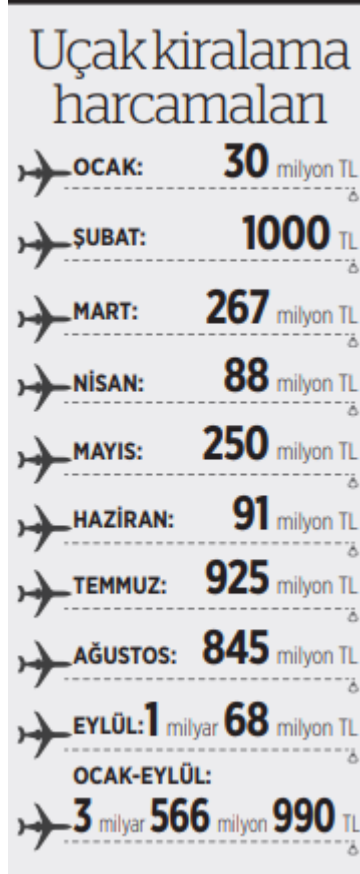 Uçak kiralama
harcamaları
OCAK: 30 milyon TL
ŞUBAT: 1000 TL
MART: 267 milyon TL
NİSAN: 88 milyon TL
MAYIS: 250 milyon TL
HAZİRAN: 91 milyon TL
TEMMUZ: 925 milyon TL
AĞUSTOS: 845 milyon TL
EYLÜL: 1 milyar 68 milyon TL
OCAK-EYLÜL:
3 milyar 566 milyon 990 TL